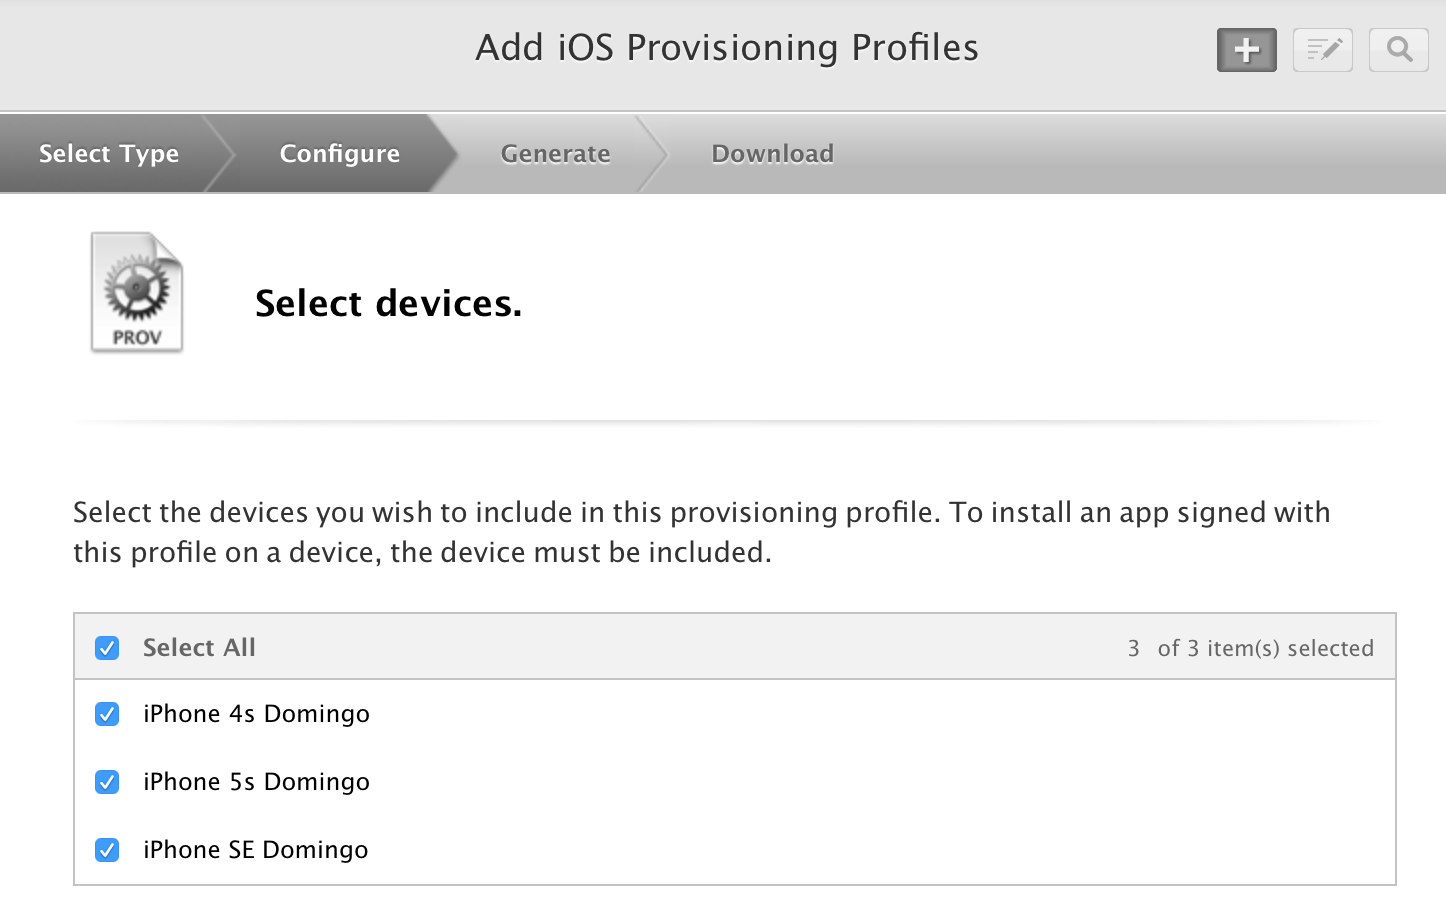 Add iOS Provisioning Profiles
Select Type
Configure
Generate
Download
PROV
Select devices.
Select the devices you wish to include in this provisioning profile. To install an app signed with
this profile on a device, the device must be included.
Select All
3 of 3 item(s) selected
iPhone 4s Domingo
iPhone 5s Domingo
iPhone SE Domingo